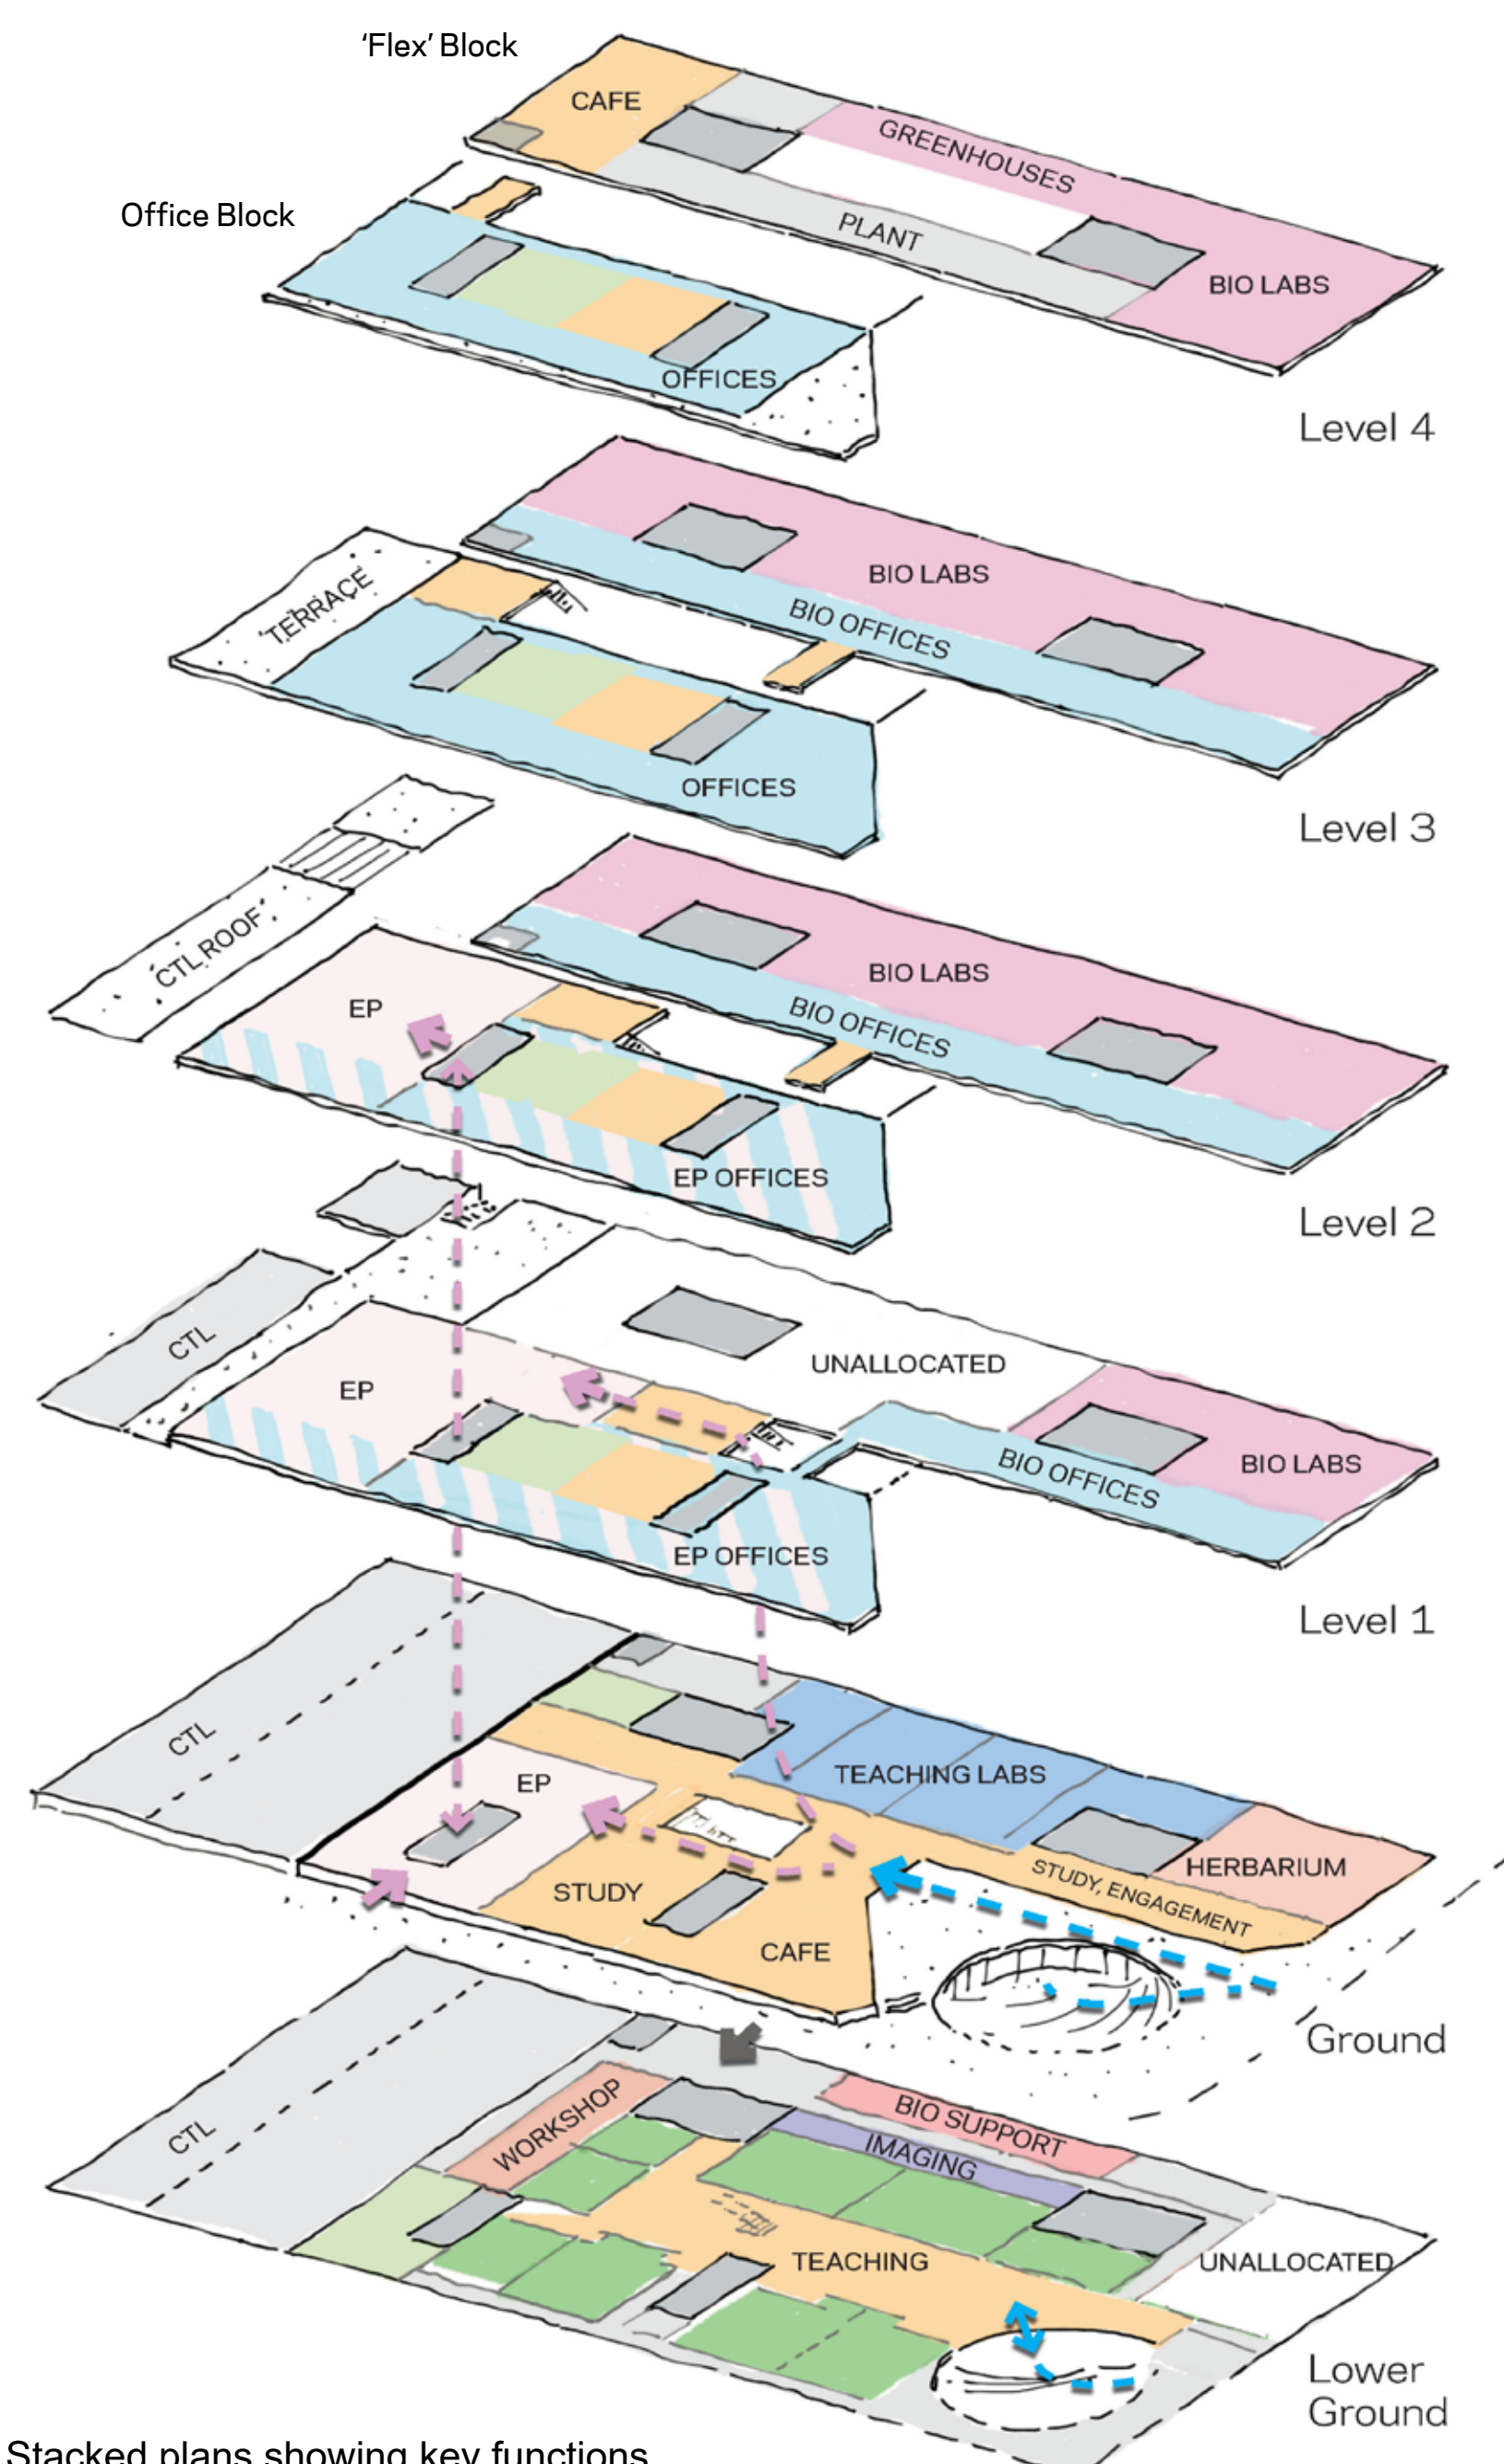 ‘Flex’ Block
CAFE
GREENHOUSES
Office Block
PLANT
BIO LABS
OFFICES
Level 4
BIO LABS
TERRACE
BIO OFFICES
OFFICES
Level 3
CTL ROOF
BIO LABS
EP
BIO OFFICES
EP OFFICES
Level 2
CTL
UNALLOCATED
EP
BIO OFFICES
BIO LABS
EP OFFICES
Level 1
CTL
TEACHING LABS
EP
HERBARIUM
STUDY, ENGAGEMENT
STUDY
CAFE
Ground
CTL
WORKSHOP
BIO SUPPORT
IMAGING
TEACHING
UNALLOCATED
Lower
Ground
Stacked plans showing key functions